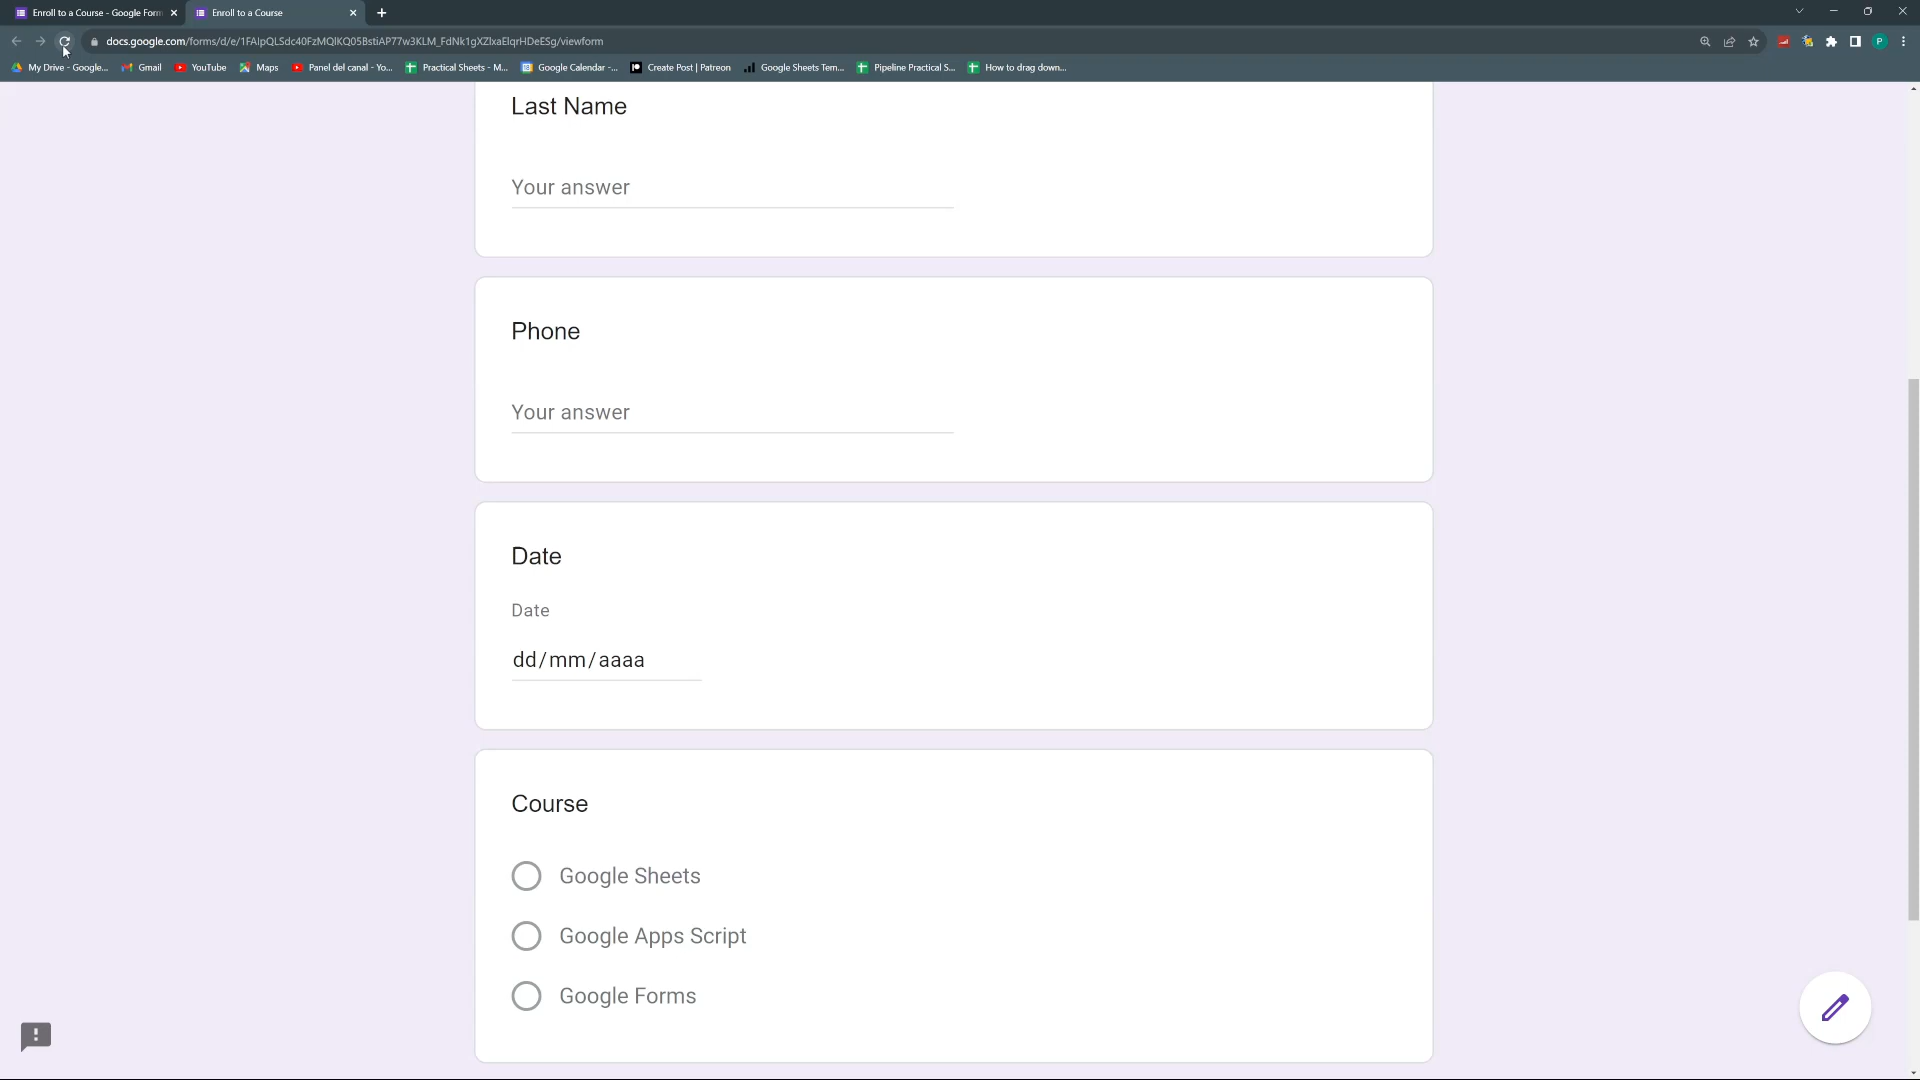 Enroll to a Course - Google Form
Enroll to a Course
docs.google.com/forms/d/e/1FAIpQLSdc40FzMQIKQ05BstiAP77w3KLM_FdNk1gXZIxaElqrHDeESg/viewform
My Drive - Google...
Gmail
YouTube
Maps
Panel del canal - Yo...
Practical Sheets - M...
Google Calendar -...
Create Post | Patreon
Google Sheets Tem...
Pipeline Practical S...
How to drag down...
Last Name
Your answer
Phone
Your answer
Date
Date
dd/mm/aaaa
Course
Google Sheets
Google Apps Script
Google Forms
P